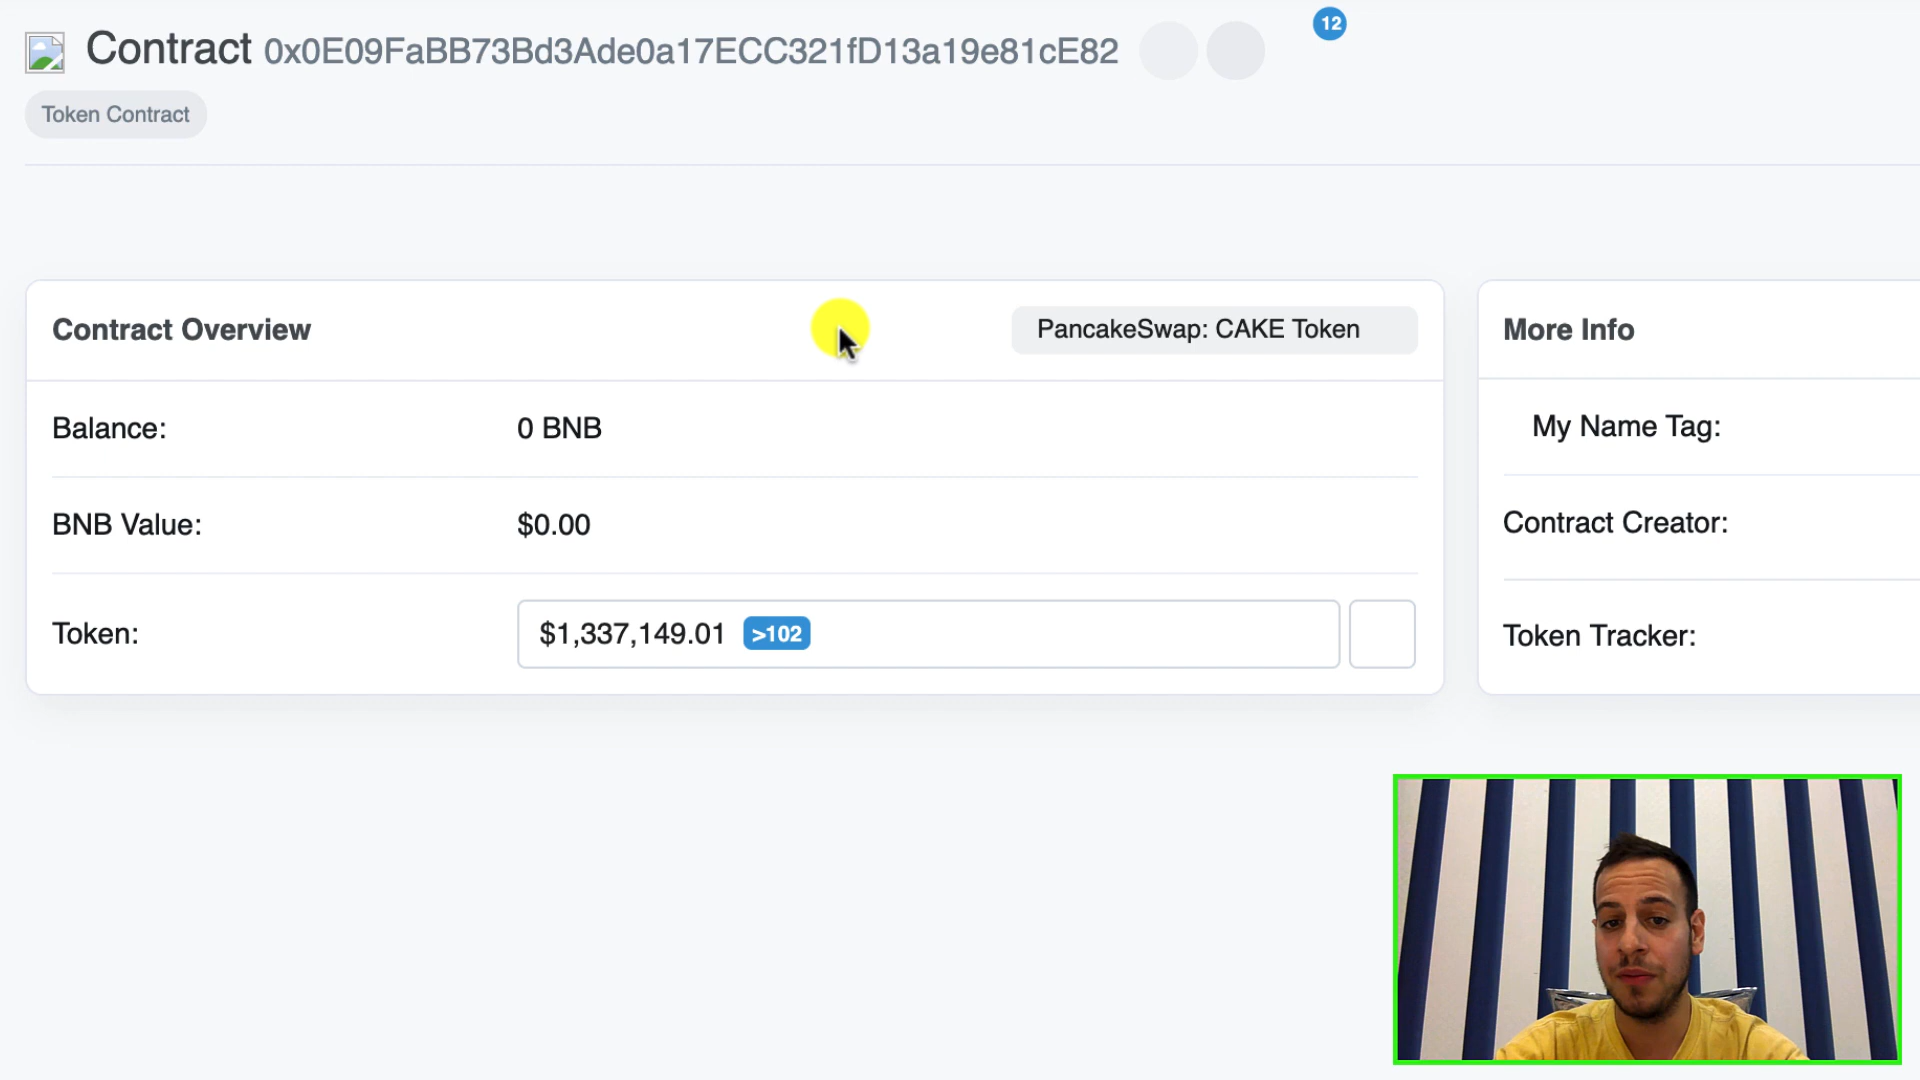 Contract 0x0E09FaBB73Bd3Ade0a17ECC321fD13a19e81cE82
12
Token Contract
Contract Overview
PancakeSwap: CAKE Token
Balance:
0 BNB
BNB Value:
$0.00
Token:
$1,337,149.01 >102
More Info
My Name Tag:
Contract Creator:
Token Tracker: